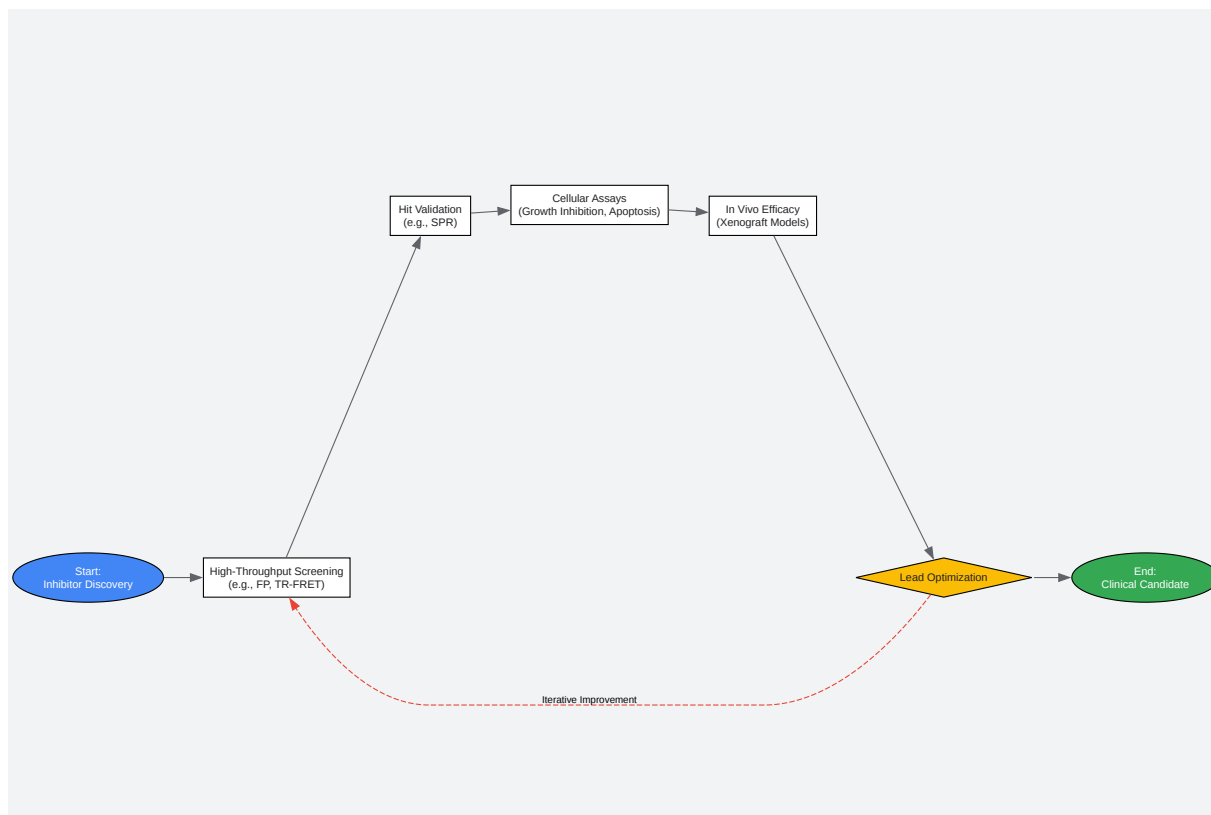 Start:
Inhibitor Discovery
High-Throughput Screening
(e.g., FP, TR-FRET)
Hit Validation
(e.g., SPR)
Cellular Assays
(Growth Inhibition, Apoptosis)
In Vivo Efficacy
(Xenograft Models)
Lead Optimization
End:
Clinical Candidate
Iterative Improvement